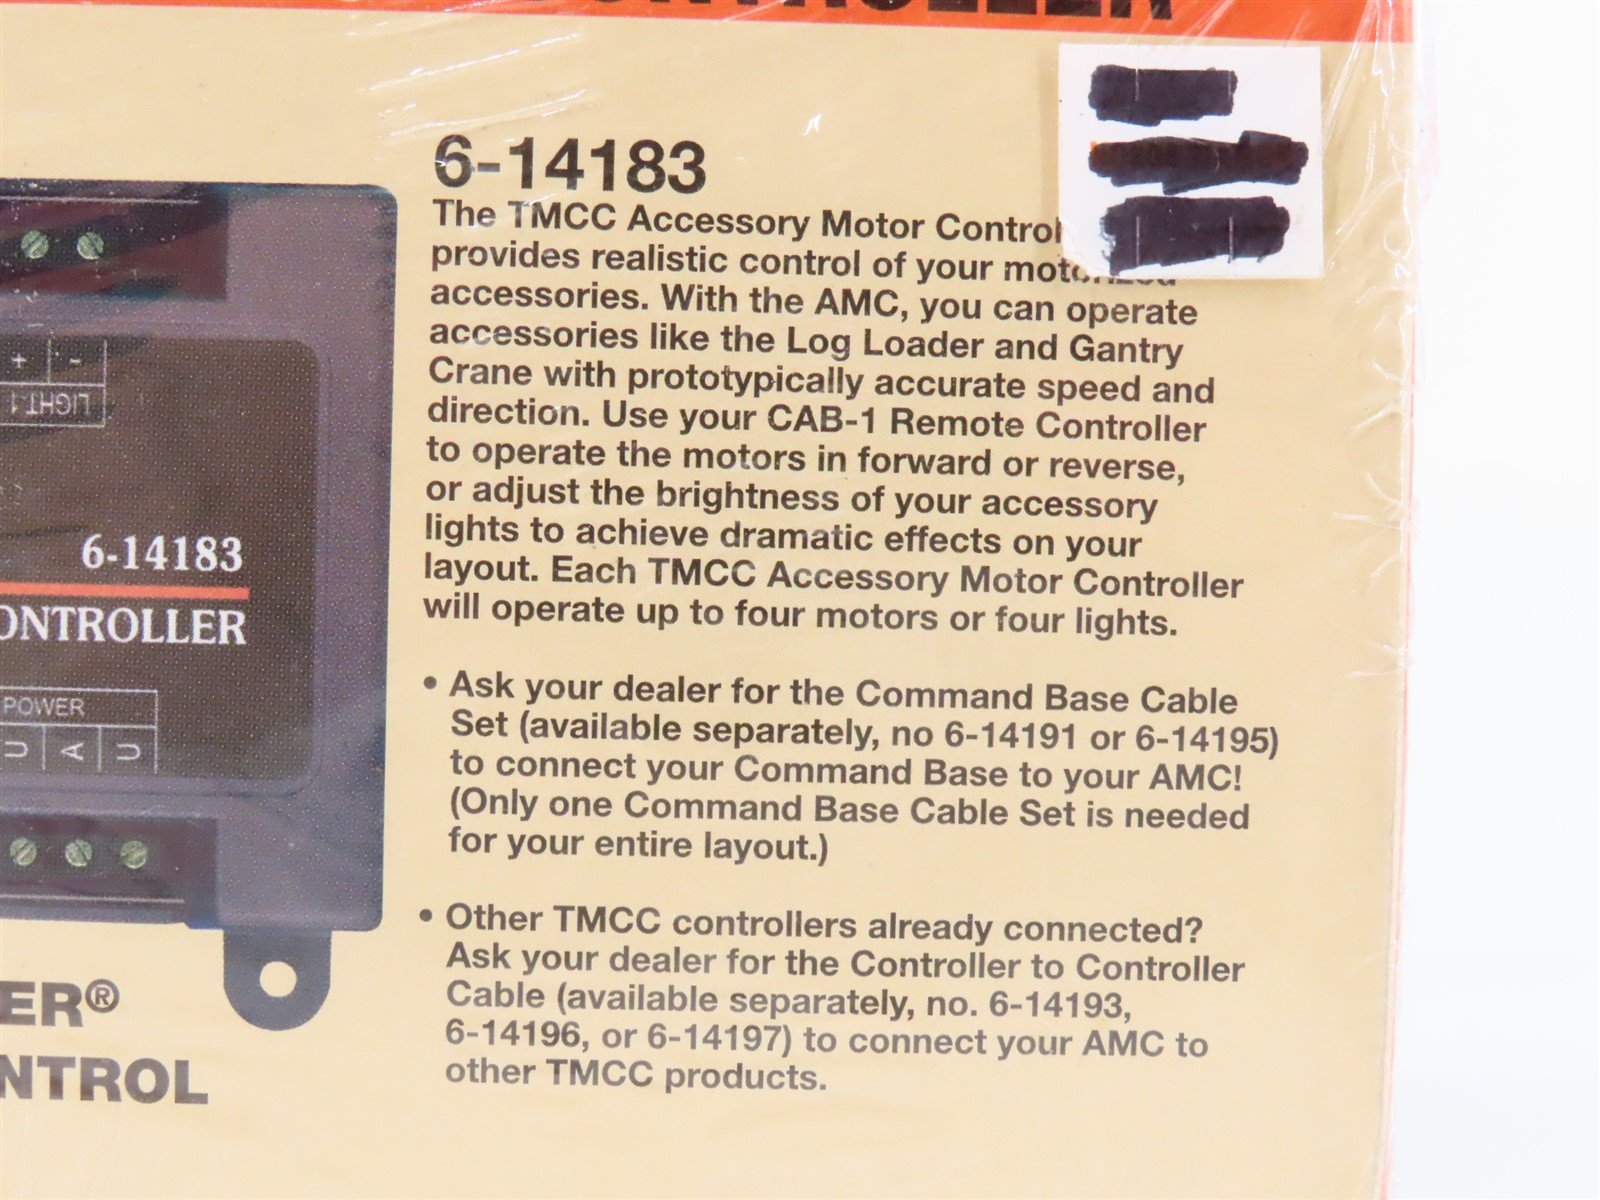 CONTROLLER
6-14183
The TMCC Accessory Motor Control
provides realistic control of your motorized
accessories. With the AMC, you can operate
accessories like the Log Loader and Gantry
Crane with prototypically accurate speed and
direction. Use your CAB-1 Remote Controller
to operate the motors in forward or reverse,
or adjust the brightness of your accessory
lights to achieve dramatic effects on your
layout. Each TMCC Accessory Motor Controller
will operate up to four motors or four lights.
• Ask your dealer for the Command Base Cable
Set (available separately, no 6-14191 or 6-14195)
to connect your Command Base to your AMC!
(Only one Command Base Cable Set is needed
for your entire layout.)
• Other TMCC controllers already connected?
Ask your dealer for the Controller to Controller
Cable (available separately, no. 6-14193,
6-14196, or 6-14197) to connect your AMC to
other TMCC products.
+ -
LIGHT 1
6-14183
ONTROLLER
POWER
U A U
ER®
NTROL